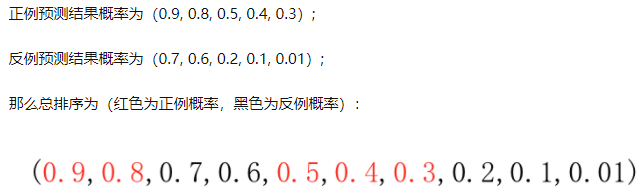 正例预测结果概率为（0.9, 0.8, 0.5, 0.4, 0.3）;
反例预测结果概率为（0.7, 0.6, 0.2, 0.1, 0.01）;
那么总排序为（红色为正例概率，黑色为反例概率）:
(0.9,0.8,0.7,0.6,0.5,0.4,0.3,0.2,0.1,0.01)